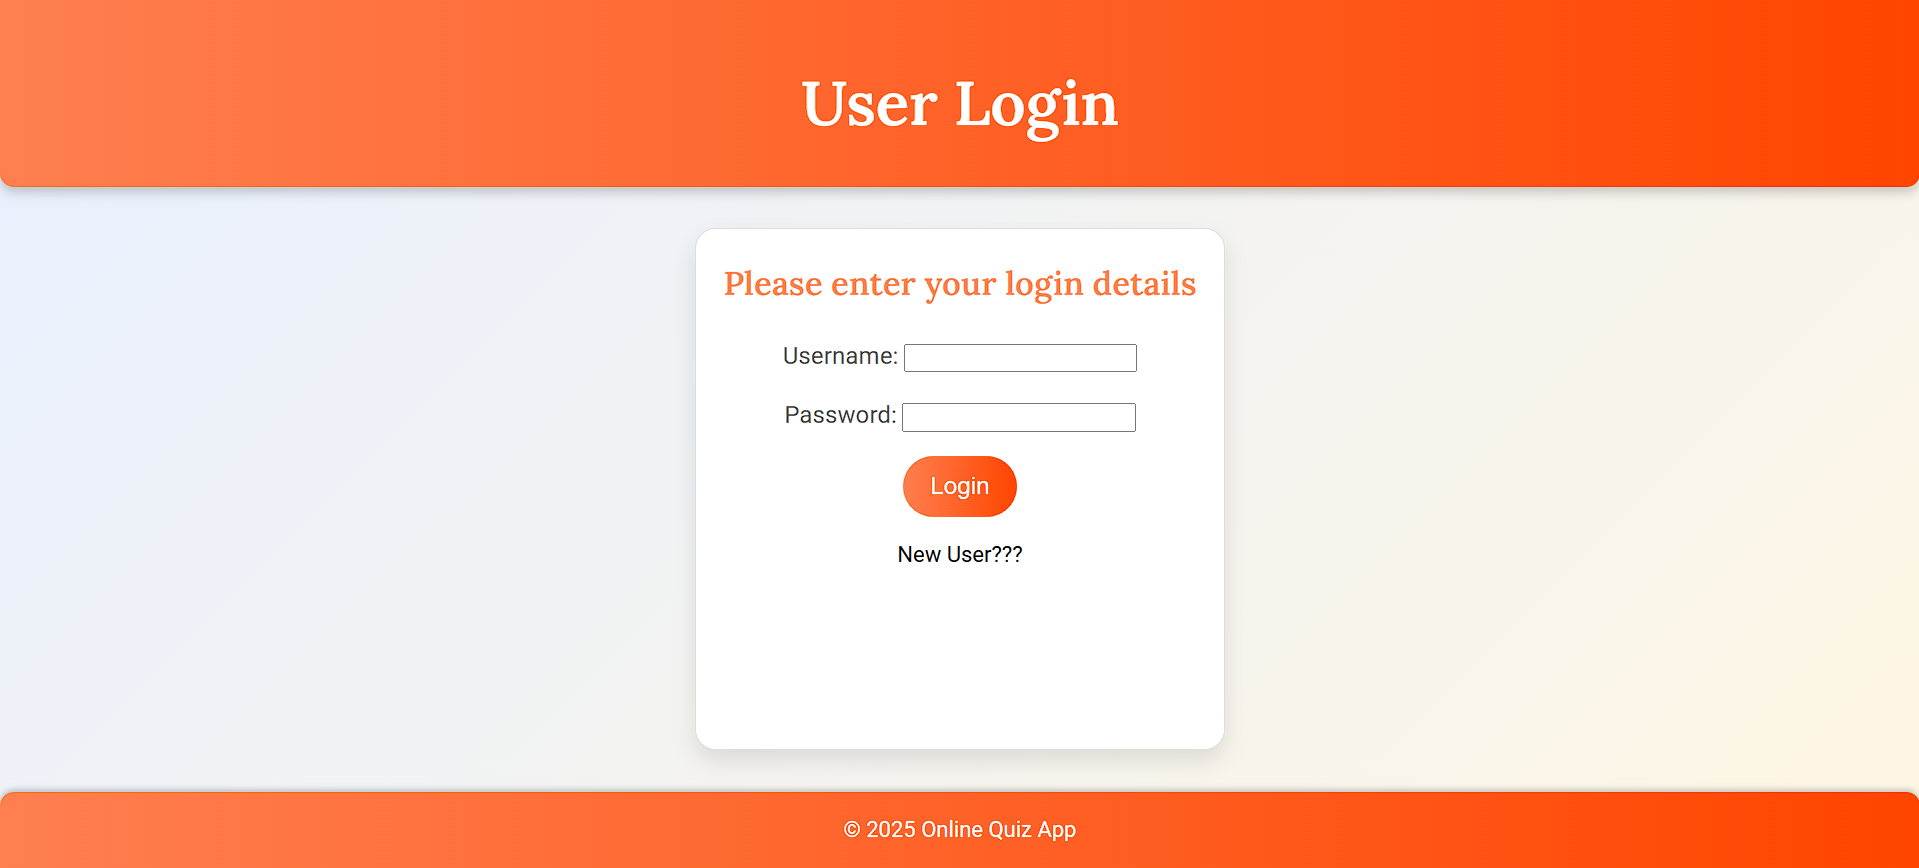 User Login
Please enter your login details
Username:
Password:
Login
New User???
© 2025 Online Quiz App